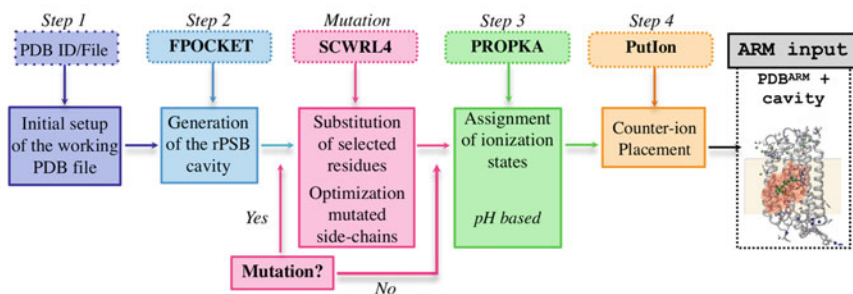 Step 1
Step 2
Mutation
Step 3
Step 4
PDB ID/File
FPOCKET
SCWRL4
PROPKA
PutIon
ARM input
Initial setup
of the working
PDB file
Generation
of the rPSB
cavity
Substitution
of selected
residues
Optimization
mutated
side-chains
Assignment
of ionization
states
pH based
Counter-ion
Placement
PDBᴬᴿᴹ +
cavity
Yes
Mutation?
No